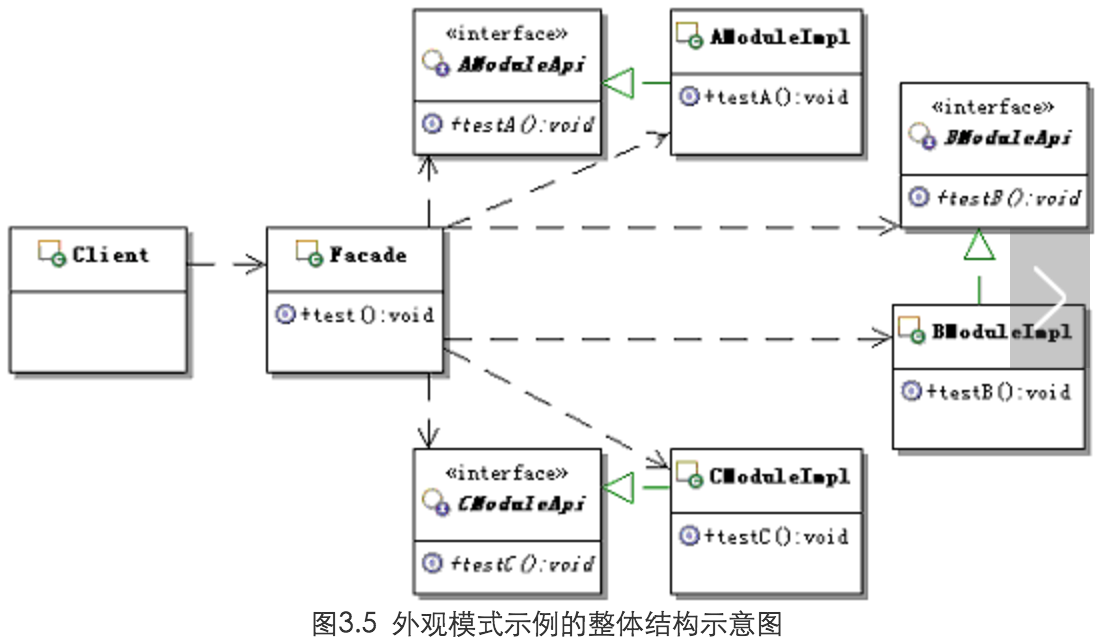 «interface»
AModuleApi
+testA():void
AModuleImpl
+testA():void
«interface»
BModuleApi
+testB():void
Client
Facade
+test():void
BModuleImpl
+testB():void
«interface»
CModuleApi
+testC():void
CModuleImpl
+testC():void
图3.5 外观模式示例的整体结构示意图